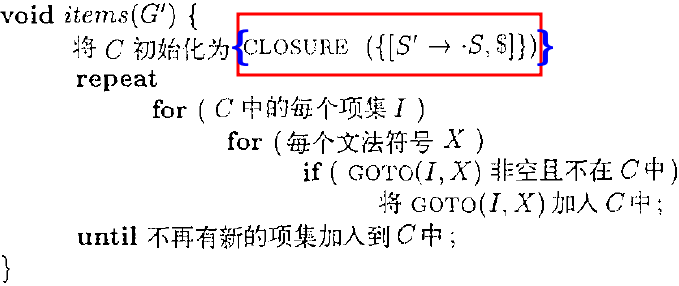 void items(G′) {
将 C 初始化为{CLOSURE ({[S′ → ·S, $]})}
repeat
for ( C 中的每个项集 I )
for ( 每个文法符号 X )
if ( GOTO(I, X) 非空且不在 C 中)
将 GOTO(I, X) 加入 C 中;
until 不再有新的项集加入到 C 中;
}